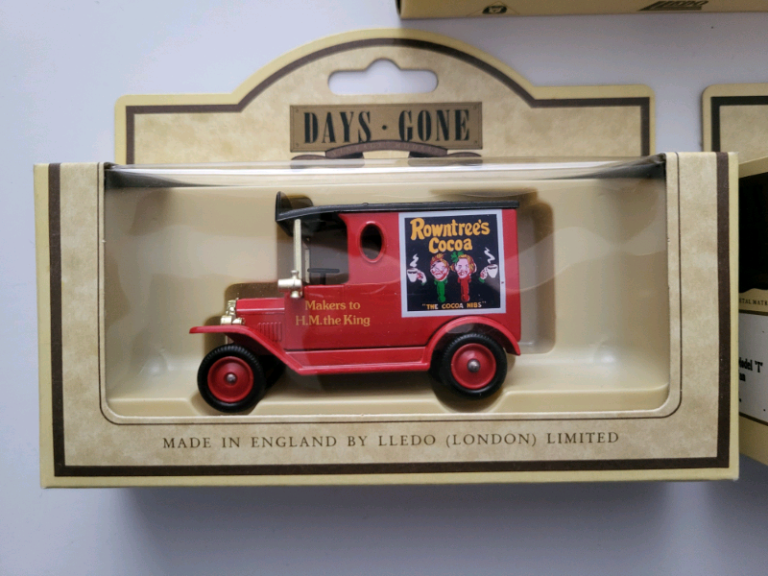 DAYS · GONE
Rowntree's
Cocoa
"THE COCOA NIBS"
Makers to
H.M. the King
MADE IN ENGLAND BY LLEDO (LONDON) LIMITED